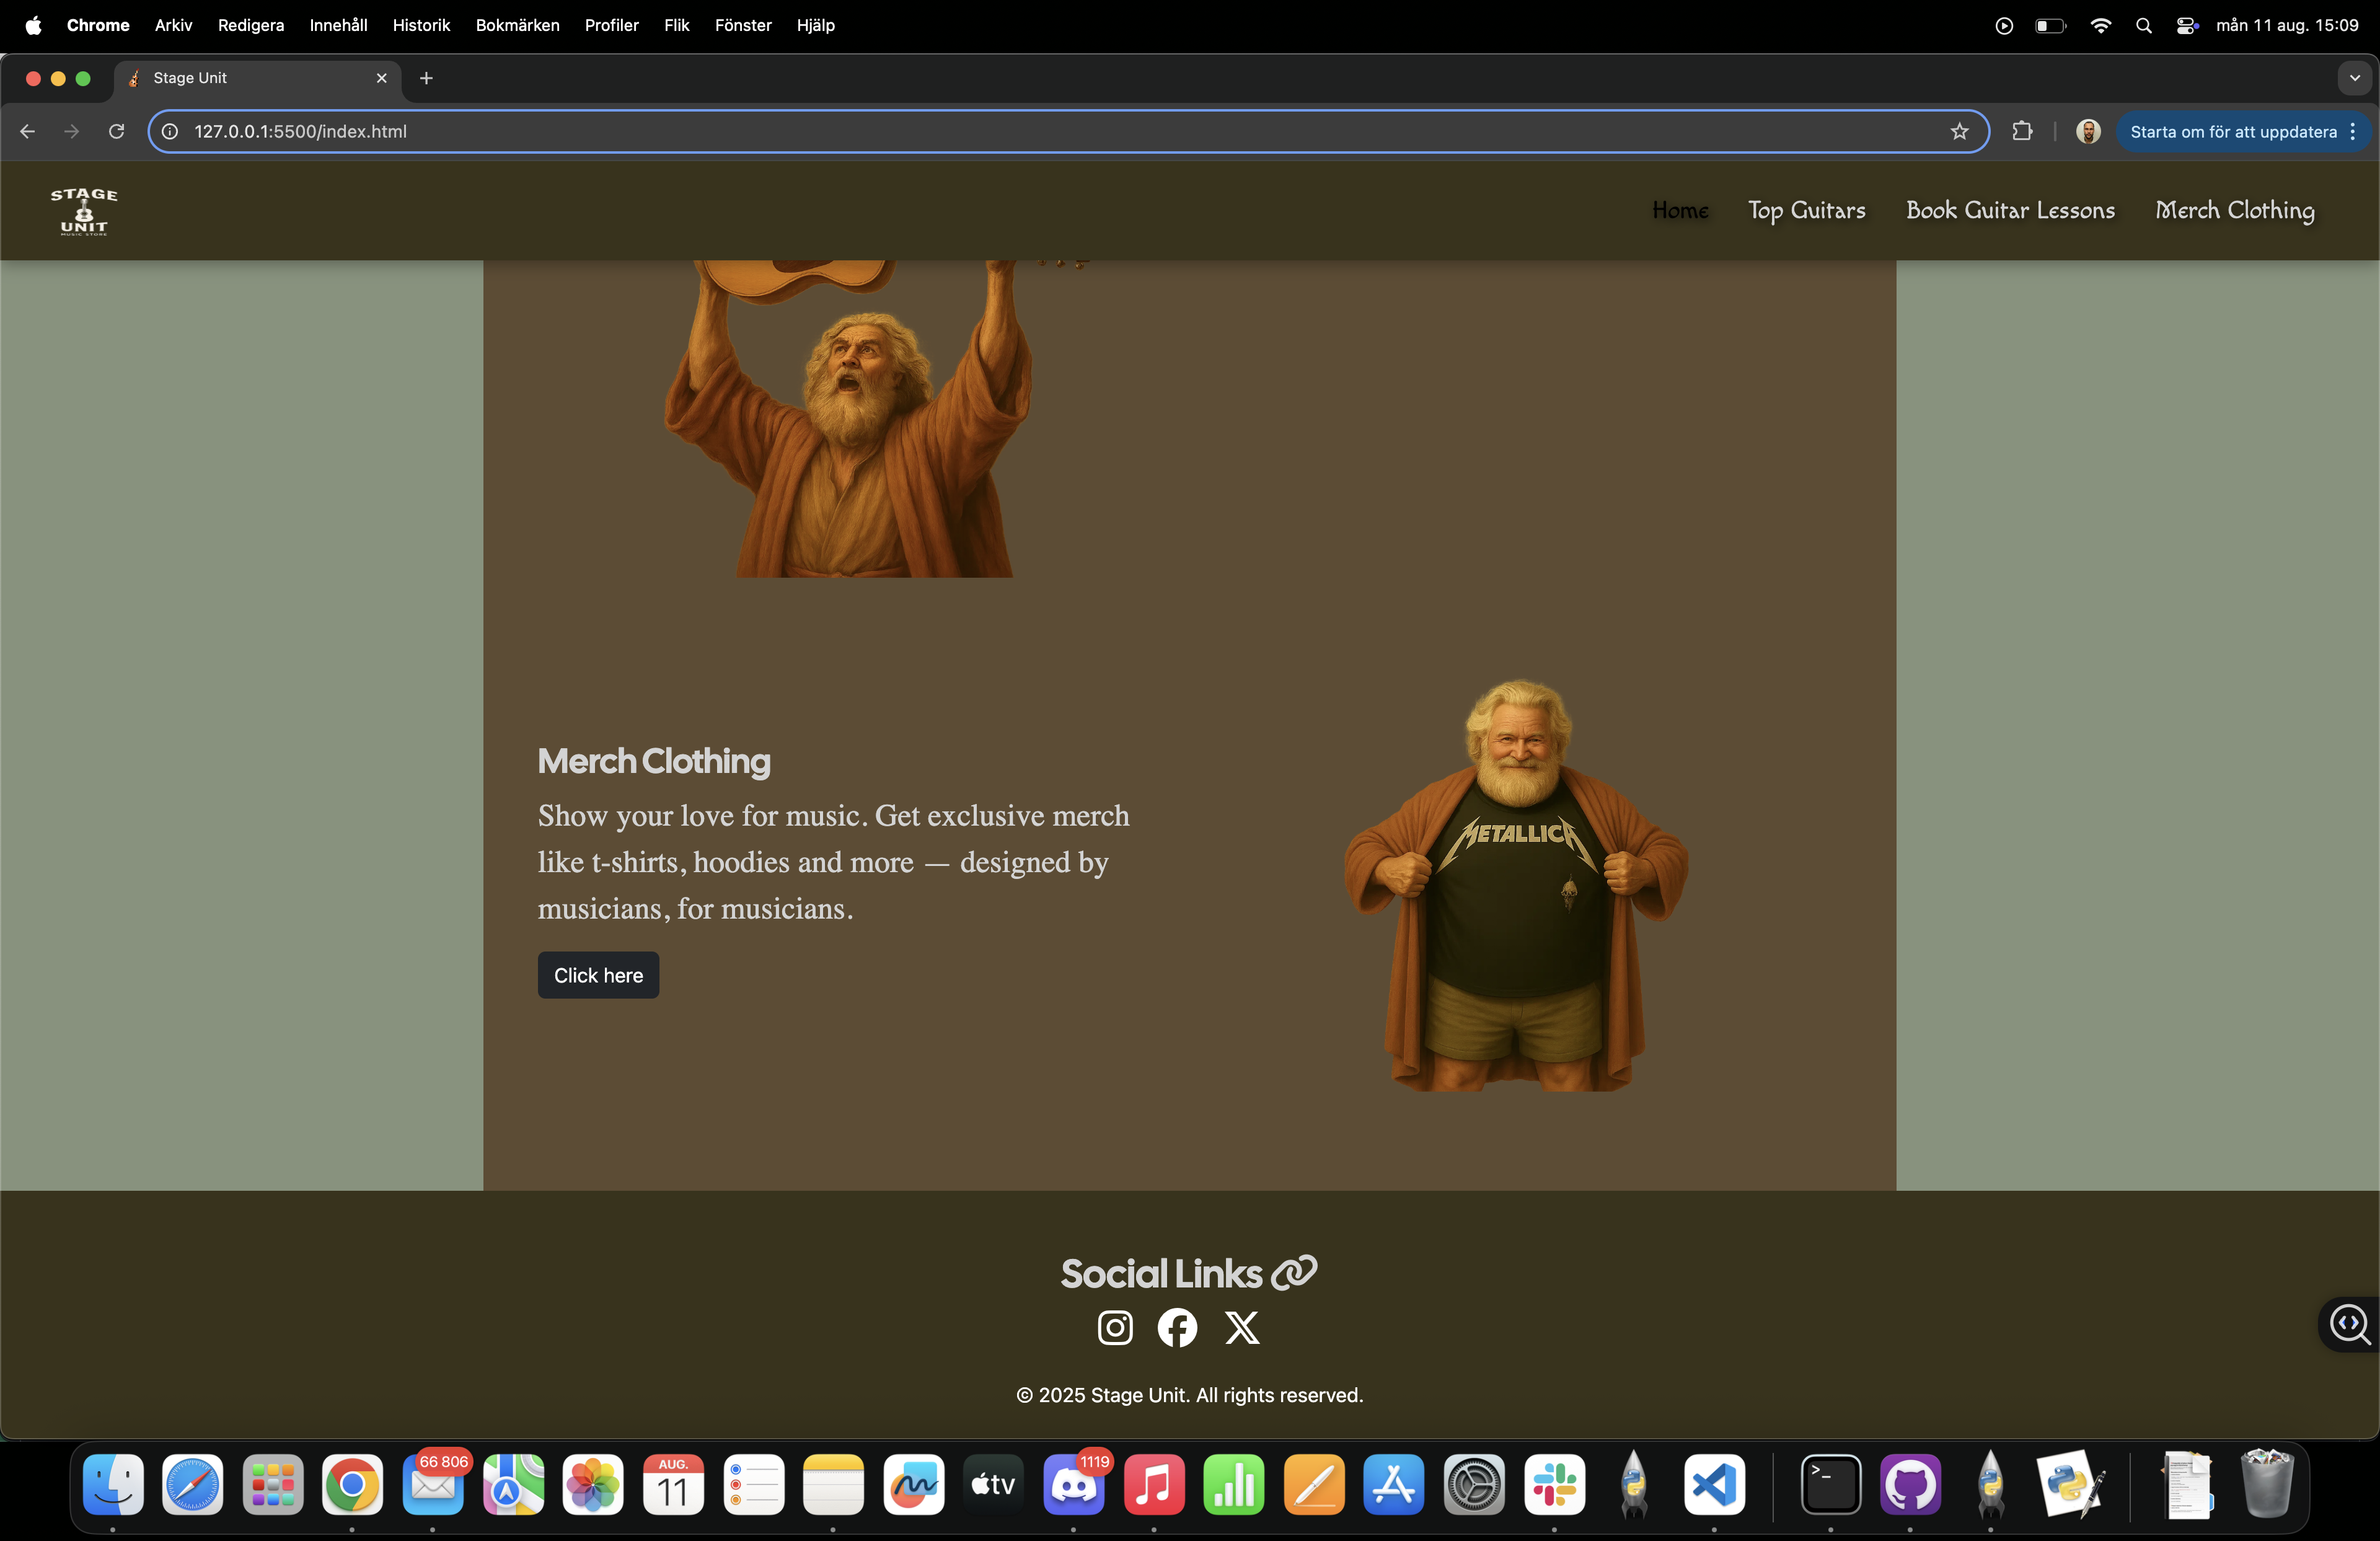 Chrome Arkiv Redigera Innehåll Historik Bokmärken Profiler Flik Fönster Hjälp mån 11 aug. 15:09
Stage Unit
127.0.0.1:5500/index.html Starta om för att uppdatera
STAGE
UNIT
MUSIC STORE
Home Top Guitars Book Guitar Lessons Merch Clothing
METALLICA
Merch Clothing
Show your love for music. Get exclusive merch
like t-shirts, hoodies and more — designed by
musicians, for musicians.
Click here
Social Links
© 2025 Stage Unit. All rights reserved.
66 806
AUG.
11
tv
1119
>_